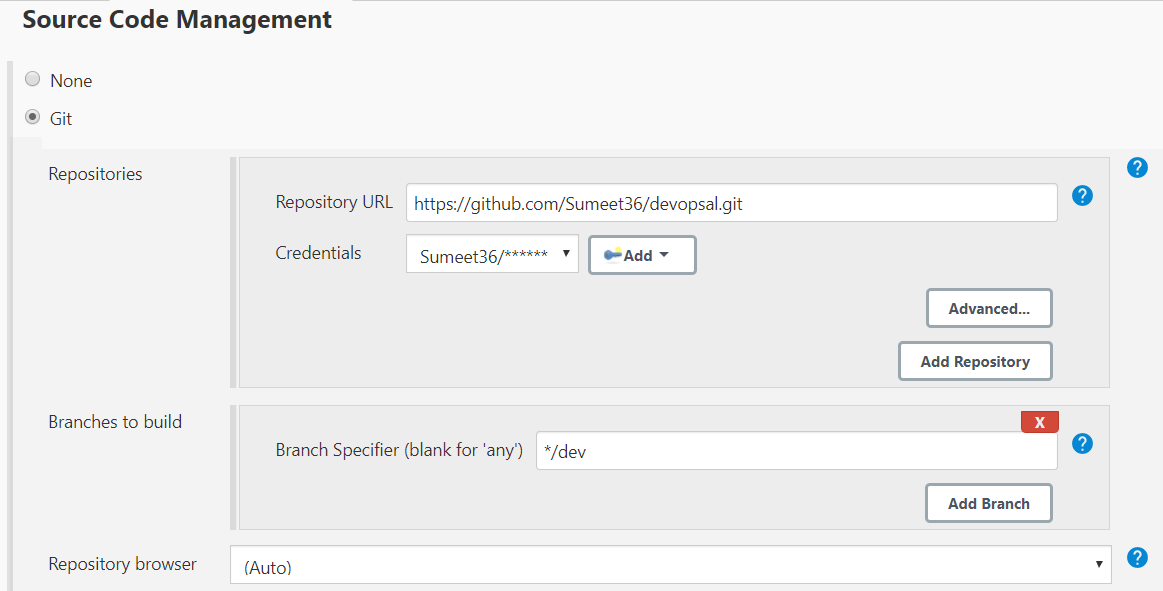 Source Code Management
None
Git
Repositories
?
Repository URL https://github.com/Sumeet36/devopsal.git ?
Credentials Sumeet36/****** Add
Advanced...
Add Repository
Branches to build
X
Branch Specifier (blank for 'any') */dev ?
Add Branch
Repository browser (Auto) ?